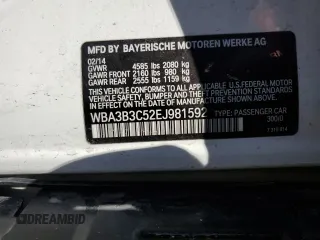 MFD BY BAYERISCHE MOTOREN WERKE AG
02/14
GVWR 4585 lbs 2080 kg
GAWR FRONT 2160 lbs 980 kg
GAWR REAR 2555 lbs 1159 kg
THIS VEHICLE CONFORMS TO ALL APPLICABLE U.S. FEDERAL MOTOR
VEHICLE SAFETY, BUMPER, AND THEFT PREVENTION STANDARDS
IN EFFECT ON THE DATE OF MANUFACTURE SHOWN ABOVE.
WBA3B3C52EJ981592 TYPE: PASSENGER CAR
300/0
DREAMBID